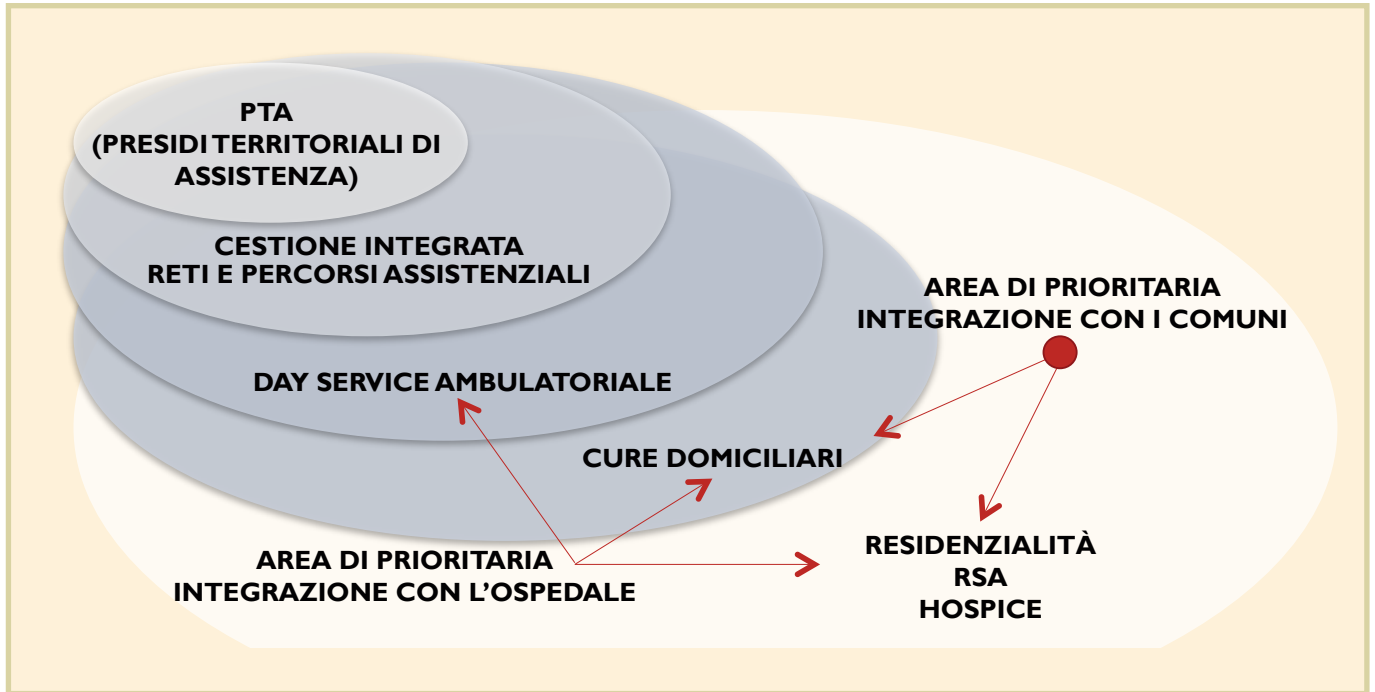 PTA
(PRESIDI TERRITORIALI DI
ASSISTENZA)
CESTIONE INTEGRATA
RETI E PERCORSI ASSISTENZIALI
AREA DI PRIORITARIA
INTEGRAZIONE CON I COMUNI
DAY SERVICE AMBULATORIALE
CURE DOMICILIARI
AREA DI PRIORITARIA
INTEGRAZIONE CON L'OSPEDALE
RESIDENZIALITÀ
RSA
HOSPICE